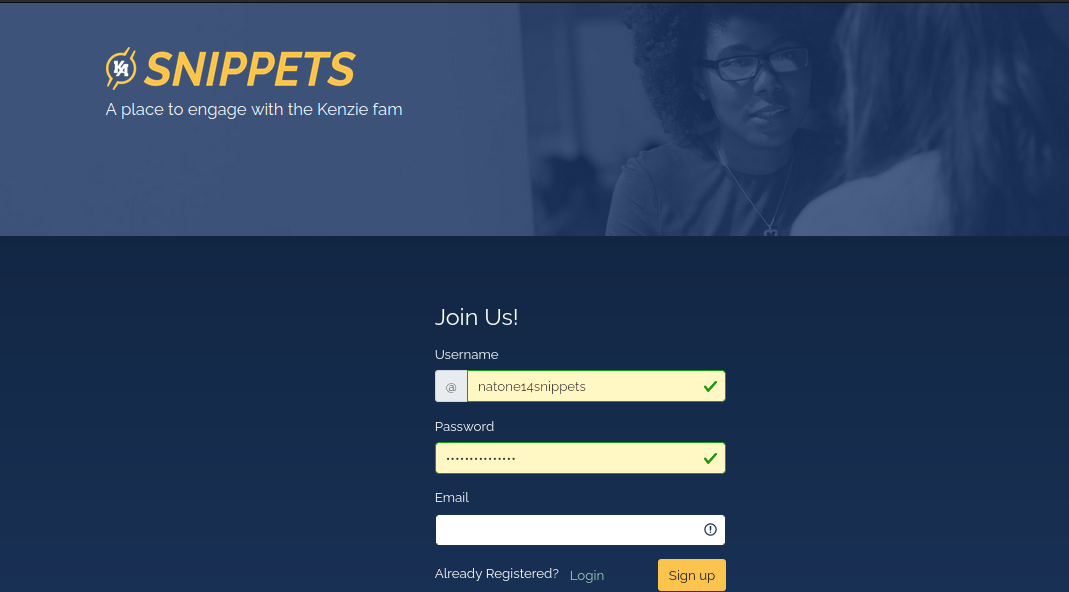 KA SNIPPETS
A place to engage with the Kenzie fam
Join Us!
Username
@ natone14snippets
Password
•••••••••••••••
Email
Already Registered? Login Sign up